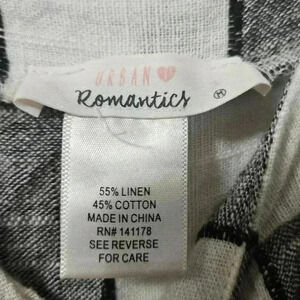 URBAN
Romantics
M
55% LINEN
45% COTTON
MADE IN CHINA
RN# 141178
SEE REVERSE
FOR CARE